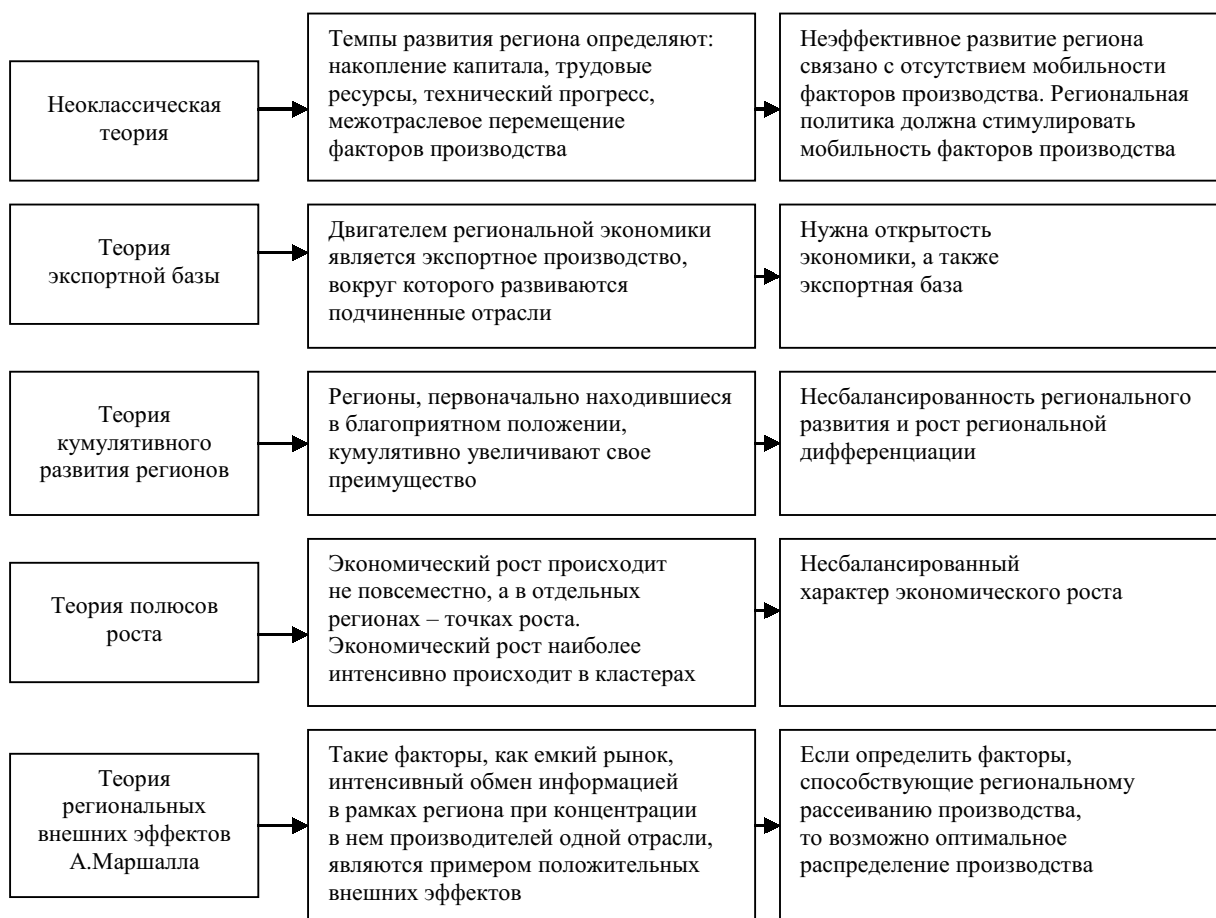 Неоклассическая
теория
Темпы развития региона определяют:
накопление капитала, трудовые
ресурсы, технический прогресс,
межотраслевое перемещение
факторов производства
Неэффективное развитие региона
связано с отсутствием мобильности
факторов производства. Региональная
политика должна стимулировать
мобильность факторов производства
Теория
экспортной базы
Двигателем региональной экономики
является экспортное производство,
вокруг которого развиваются
подчиненные отрасли
Нужна открытость
экономики, а также
экспортная база
Теория
кумулятивного
развития регионов
Регионы, первоначально находившиеся
в благоприятном положении,
кумулятивно увеличивают свое
преимущество
Несбалансированность регионального
развития и рост региональной
дифференциации
Теория полюсов
роста
Экономический рост происходит
не повсеместно, а в отдельных
регионах – точках роста.
Экономический рост наиболее
интенсивно происходит в кластерах
Несбалансированный
характер экономического роста
Теория
региональных
внешних эффектов
А.Маршалла
Такие факторы, как емкий рынок,
интенсивный обмен информацией
в рамках региона при концентрации
в нем производителей одной отрасли,
являются примером положительных
внешних эффектов
Если определить факторы,
способствующие региональному
рассеиванию производства,
то возможно оптимальное
распределение производства